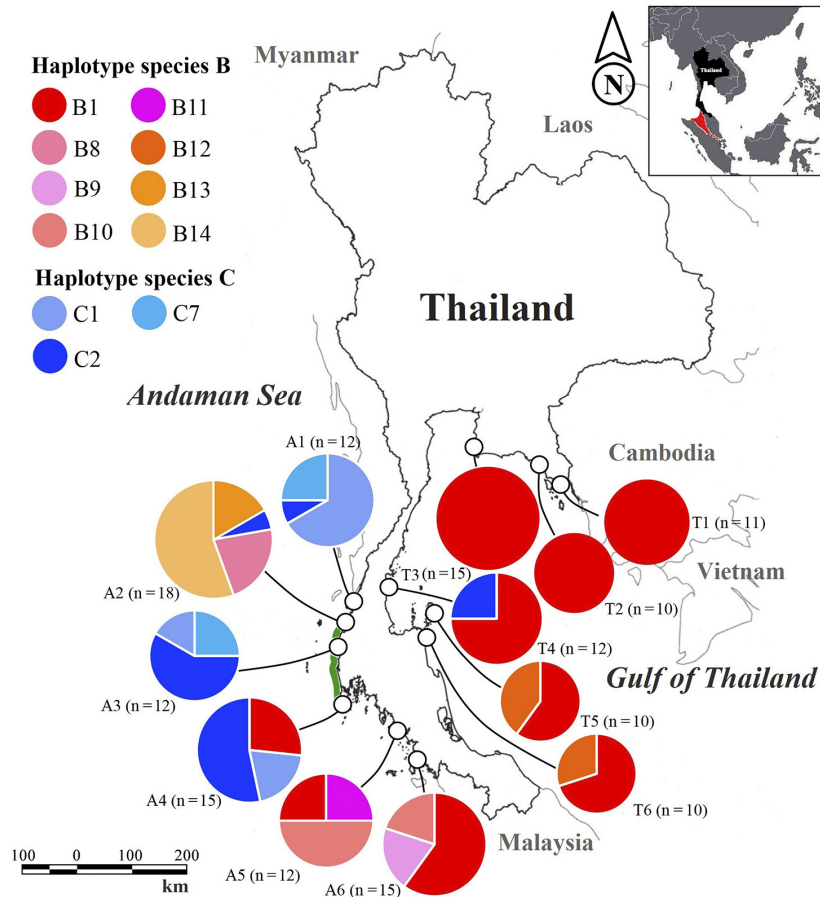 Myanmar
Laos
Thailand
N
Haplotype species B
B1
B11
B8
B12
B9
B13
B10
B14
Haplotype species C
C1
C7
C2
Thailand
Andaman Sea
Cambodia
Vietnam
Gulf of Thailand
Malaysia
A1 (n=12)
A2 (n=18)
A3 (n=12)
A4 (n=15)
A5 (n=12)
A6 (n=15)
T1 (n=11)
T2 (n=10)
T3 (n=15)
T4 (n=12)
T5 (n=10)
T6 (n=10)
100 0 100 200
km